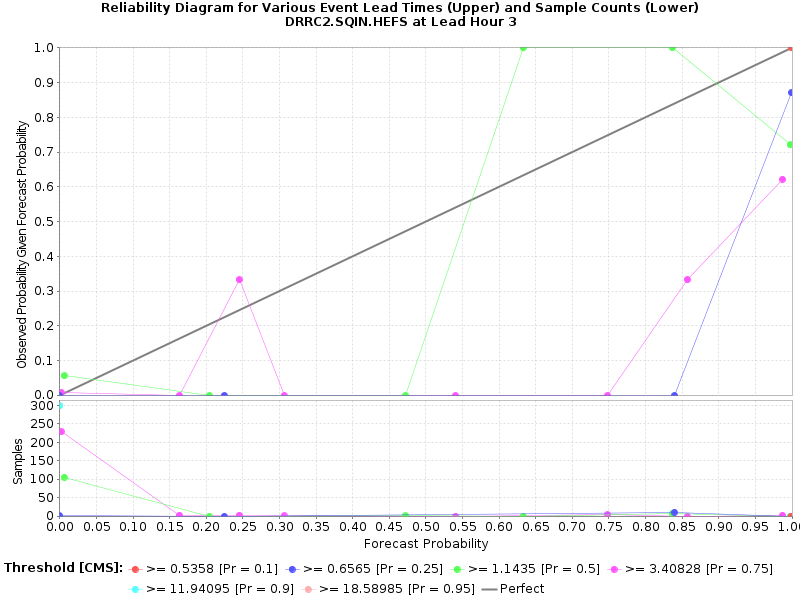 Reliability Diagram for Various Event Lead Times (Upper) and Sample Counts (Lower)
DRRC2.SQIN.HEFS at Lead Hour 3
Observed Probability Given Forecast Probability
1.0
0.9
0.8
0.7
0.6
0.5
0.4
0.3
0.2
0.1
0.0
Samples
300
250
200
150
100
50
0
0.00 0.05 0.10 0.15 0.20 0.25 0.30 0.35 0.40 0.45 0.50 0.55 0.60 0.65 0.70 0.75 0.80 0.85 0.90 0.95 1.0
Forecast Probability
Threshold [CMS]: >= 0.5358 [Pr = 0.1] >= 0.6565 [Pr = 0.25] >= 1.1435 [Pr = 0.5] >= 3.40828 [Pr = 0.75]
>= 11.94095 [Pr = 0.9] >= 18.58985 [Pr = 0.95] Perfect